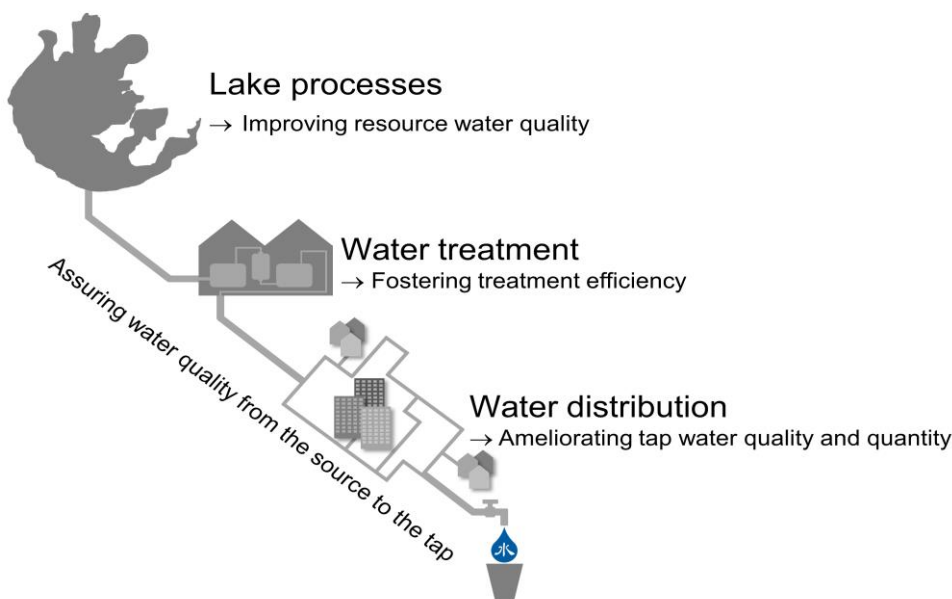 Lake processes
→ Improving resource water quality
Water treatment
→ Fostering treatment efficiency
Assuring water quality from the source to the tap
Water distribution
→ Ameliorating tap water quality and quantity
水